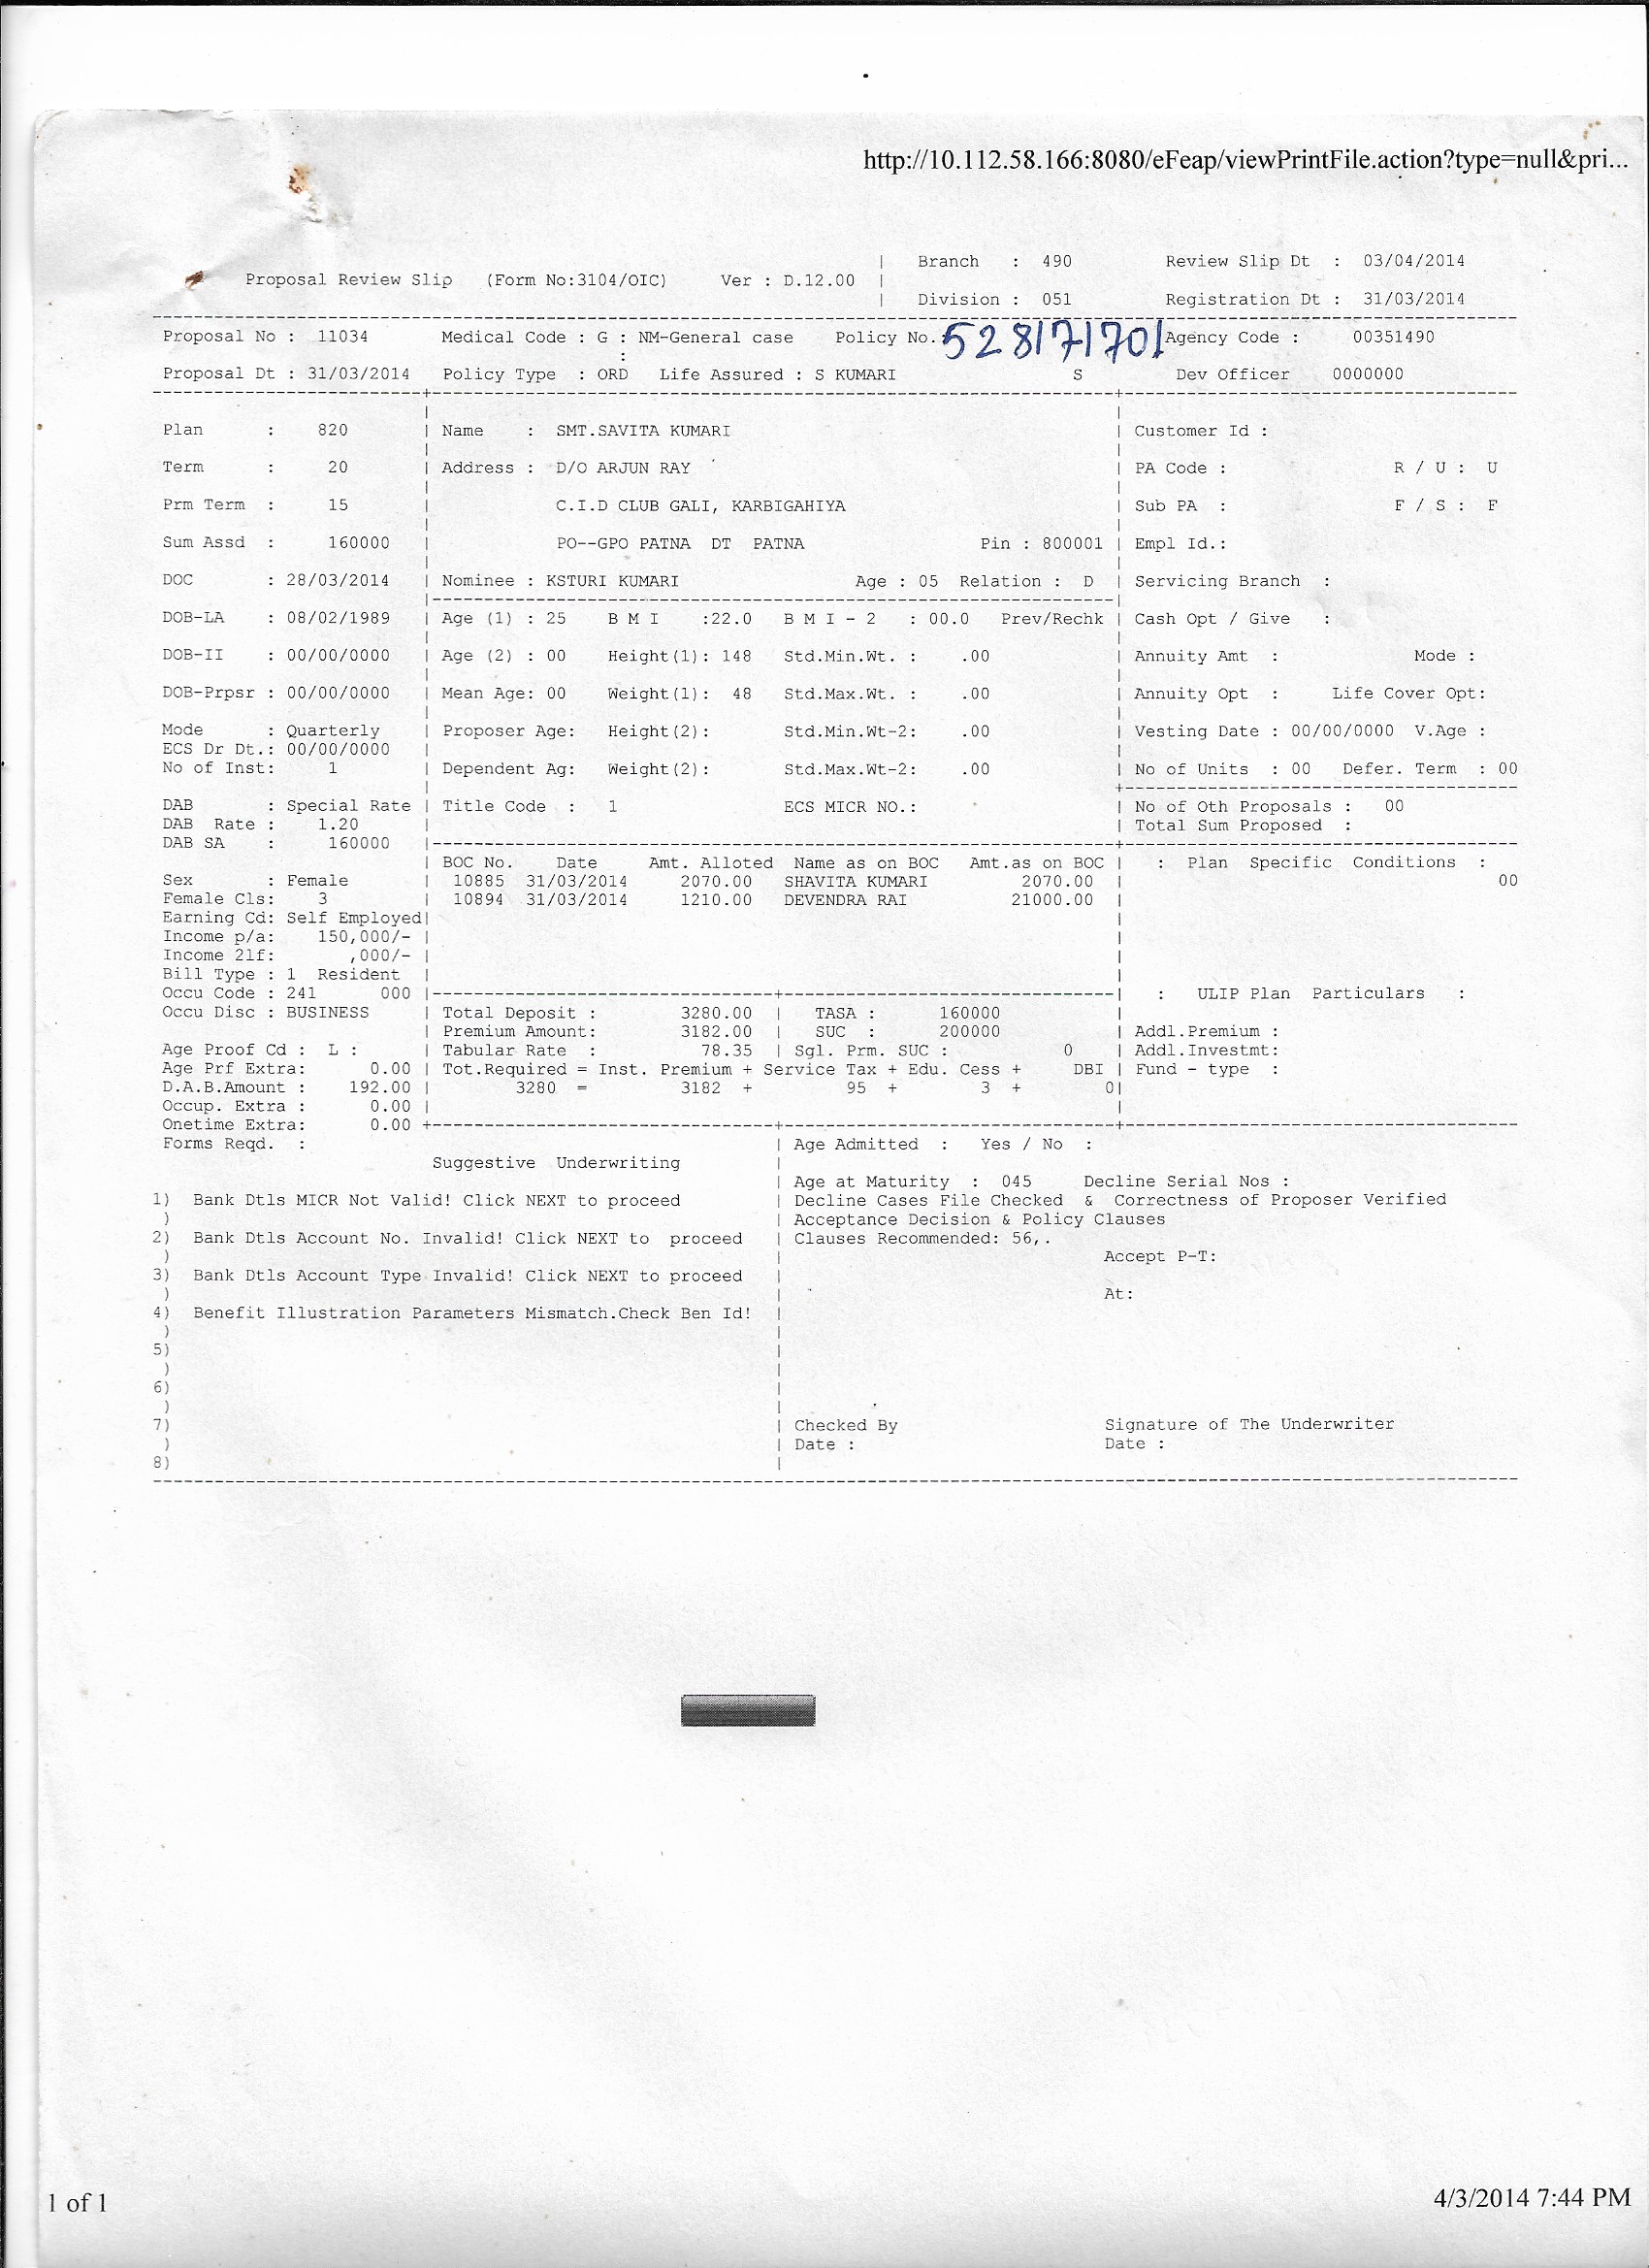 http://10.112.58.166:8080/eFeap/viewPrintFile.action?type=null&pri...
| Branch : 490 Review Slip Dt : 03/04/2014
Proposal Review Slip (Form No:3104/OIC) Ver : D.12.00 |
| Division : 051 Registration Dt : 31/03/2014
Proposal No : 11034 Medical Code : G : NM-General case Policy No. 528171701 Agency Code : 00351490
:
Proposal Dt : 31/03/2014 Policy Type : ORD Life Assured : S KUMARI S Dev Officer 0000000
Plan : 820 | Name : SMT.SAVITA KUMARI | Customer Id :
Term : 20 | Address : D/O ARJUN RAY | PA Code : R / U : U
Prm Term : 15 | C.I.D CLUB GALI, KARBIGAHIYA | Sub PA : F / S : F
Sum Assd : 160000 | PO--GPO PATNA DT PATNA Pin : 800001 | Empl Id.:
DOC : 28/03/2014 | Nominee : KSTURI KUMARI Age : 05 Relation : D | Servicing Branch :
DOB-LA : 08/02/1989 | Age (1) : 25 B M I :22.0 B M I - 2 : 00.0 Prev/Rechk | Cash Opt / Give :
DOB-II : 00/00/0000 | Age (2) : 00 Height(1): 148 Std.Min.Wt. : .00 | Annuity Amt : Mode :
DOB-Prpsr : 00/00/0000 | Mean Age: 00 Weight(1): 48 Std.Max.Wt. : .00 | Annuity Opt : Life Cover Opt:
Mode : Quarterly | Proposer Age: Height(2): Std.Min.Wt-2: .00 | Vesting Date : 00/00/0000 V.Age :
ECS Dr Dt.: 00/00/0000 |
No of Inst: 1 | Dependent Ag: Weight(2): Std.Max.Wt-2: .00 | No of Units : 00 Defer. Term : 00
DAB : Special Rate | Title Code : 1 ECS MICR NO.: | No of Oth Proposals : 00
DAB Rate : 1.20 | | Total Sum Proposed :
DAB SA : 160000
| BOC No. Date Amt. Alloted Name as on BOC Amt.as on BOC | : Plan Specific Conditions :
Sex : Female | 10885 31/03/2014 2070.00 SHAVITA KUMARI 2070.00 | 00
Female Cls: 3 | 10894 31/03/2014 1210.00 DEVENDRA RAI 21000.00 |
Earning Cd: Self Employed|
Income p/a: 150,000/- |
Income 2lf: ,000/- |
Bill Type : 1 Resident |
Occu Code : 241 000 | : ULIP Plan Particulars :
Occu Disc : BUSINESS | Total Deposit : 3280.00 | TASA : 160000 |
| Premium Amount: 3182.00 | SUC : 200000 | Addl.Premium :
Age Proof Cd : L : | Tabular Rate : 78.35 | Sgl. Prm. SUC : 0 | Addl.Investmt:
Age Prf Extra: 0.00 | Tot.Required = Inst. Premium + Service Tax + Edu. Cess + DBI | Fund - type :
D.A.B.Amount : 192.00 | 3280 = 3182 + 95 + 3 + 0|
Occup. Extra : 0.00 |
Onetime Extra: 0.00
Forms Reqd. : | Age Admitted : Yes / No :
Suggestive Underwriting |
| Age at Maturity : 045 Decline Serial Nos :
1) Bank Dtls MICR Not Valid! Click NEXT to proceed | Decline Cases File Checked & Correctness of Proposer Verified
) | Acceptance Decision & Policy Clauses
2) Bank Dtls Account No. Invalid! Click NEXT to proceed | Clauses Recommended: 56,.
) Accept P-T:
3) Bank Dtls Account Type Invalid! Click NEXT to proceed |
) At:
4) Benefit Illustration Parameters Mismatch.Check Ben Id! |
)
5)
)
6)
)
7) | Checked By Signature of The Underwriter
) | Date : Date :
8)
1 of 1 4/3/2014 7:44 PM